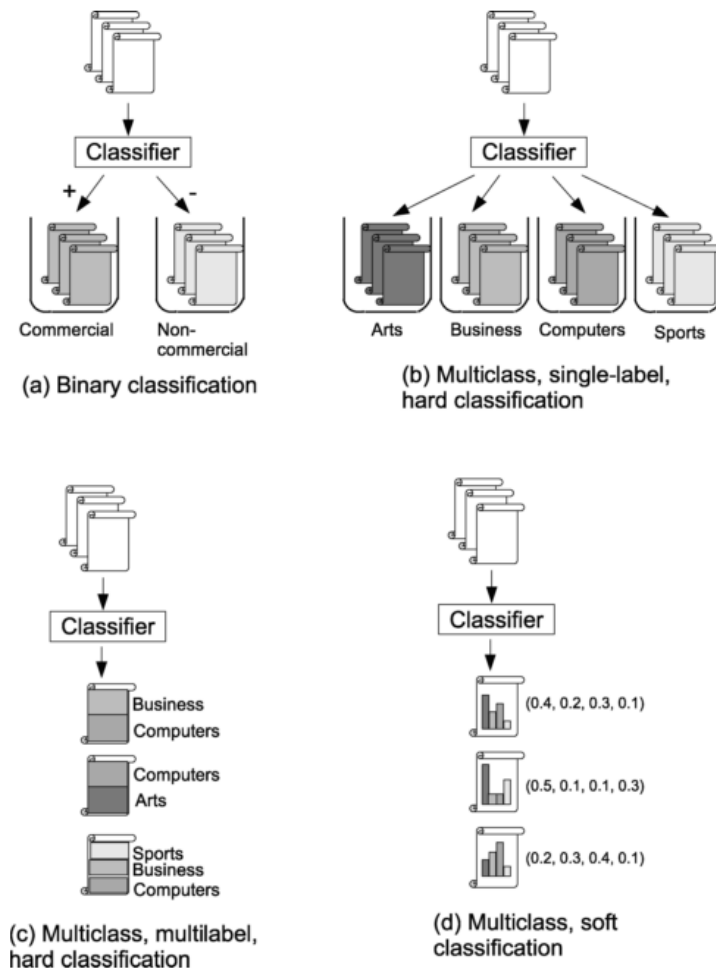 Classifier
+
-
Commercial
Non-
commercial
(a) Binary classification
Classifier
Arts
Business
Computers
Sports
(b) Multiclass, single-label,
hard classification
Classifier
Business
Computers
Computers
Arts
Sports
Business
Computers
(c) Multiclass, multilabel,
hard classification
Classifier
(0.4, 0.2, 0.3, 0.1)
(0.5, 0.1, 0.1, 0.3)
(0.2, 0.3, 0.4, 0.1)
(d) Multiclass, soft
classification